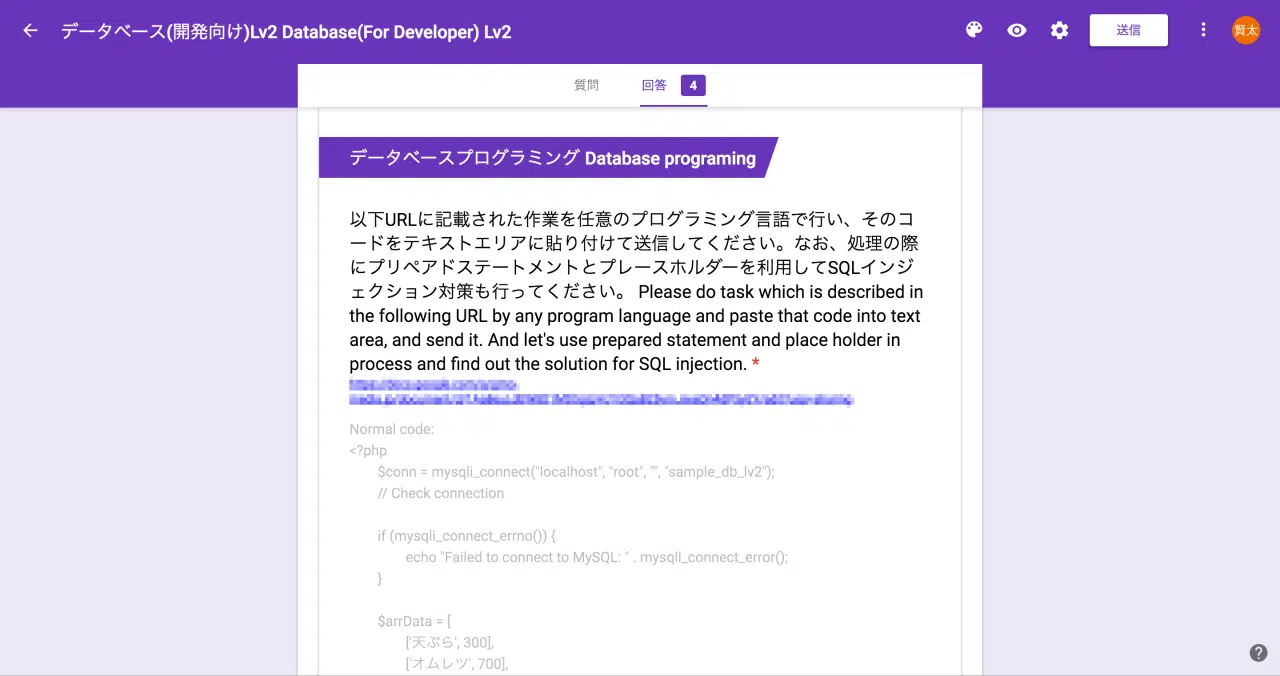 データベース(開発向け)Lv2 Database(For Developer) Lv2
送信
賢太
質問
回答 4
データベースプログラミング Database programing
以下URLに記載された作業を任意のプログラミング言語で行い、そのコ
ードをテキストエリアに貼り付けて送信してください。なお、処理の際
にプリペアドステートメントとプレースホルダーを利用してSQLインジ
ェクション対策も行ってください。 Please do task which is described in
the following URL by any program language and paste that code into text
area, and send it. And let's use prepared statement and place holder in
process and find out the solution for SQL injection. *
Normal code:
<?php
$conn = mysqli_connect("localhost", "root", "", "sample_db_lv2");
// Check connection
if (mysqli_connect_errno()) {
echo "Failed to connect to MySQL: " . mysqli_connect_error();
}
$arrData = [
['天ぷら', 300],
['オムレツ', 700],